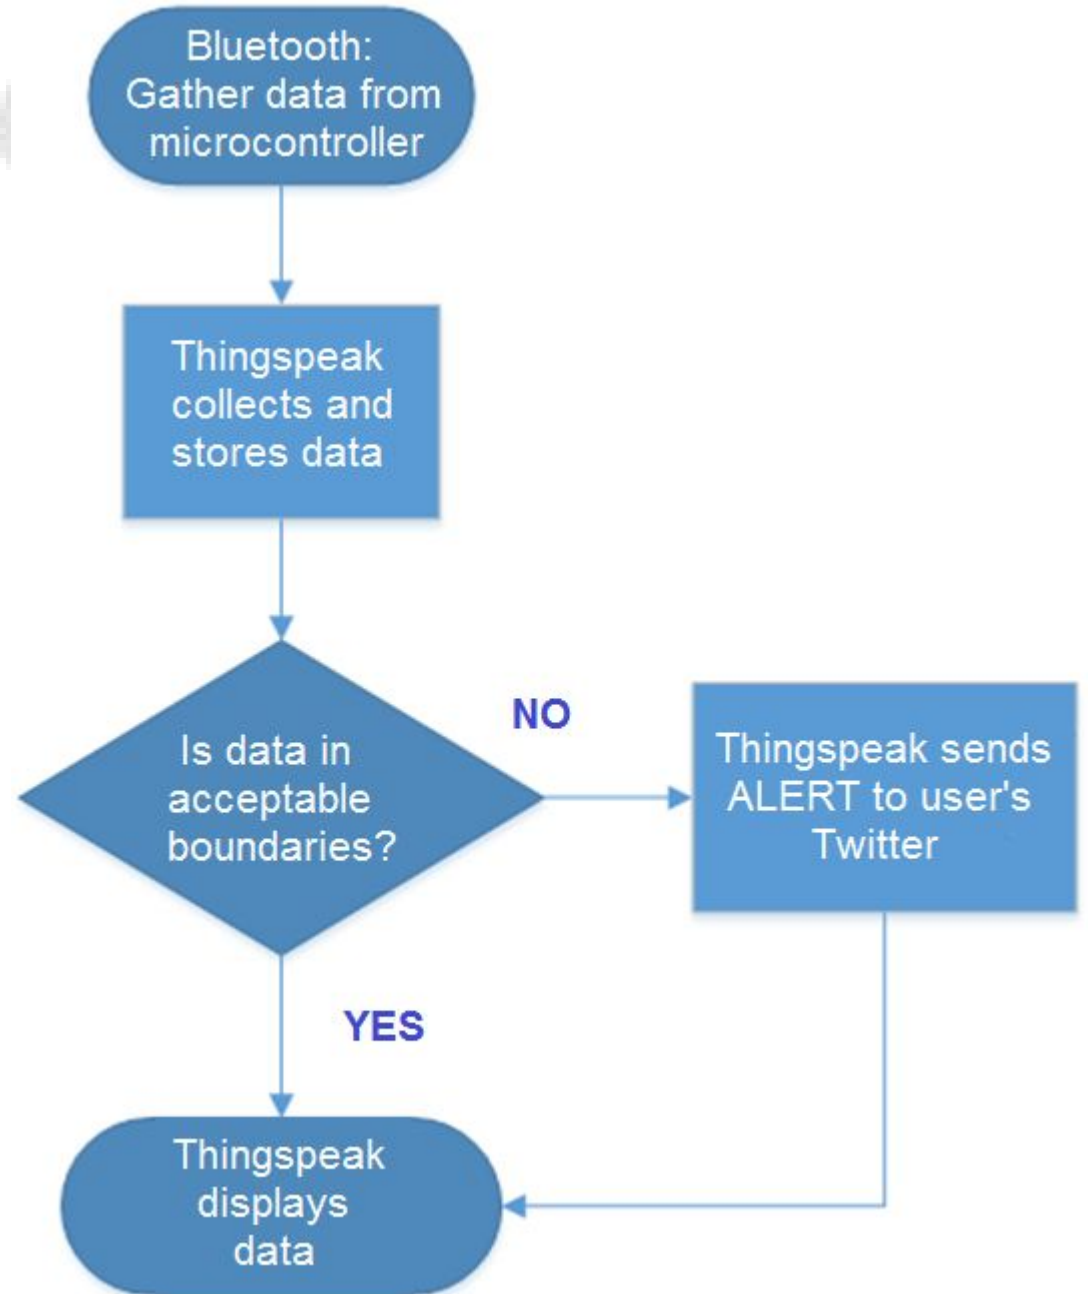 Bluetooth:
Gather data from
microcontroller
Thingspeak
collects and
stores data
Is data in
acceptable
boundaries?
NO
Thingspeak sends
ALERT to user's
Twitter
YES
Thingspeak
displays
data